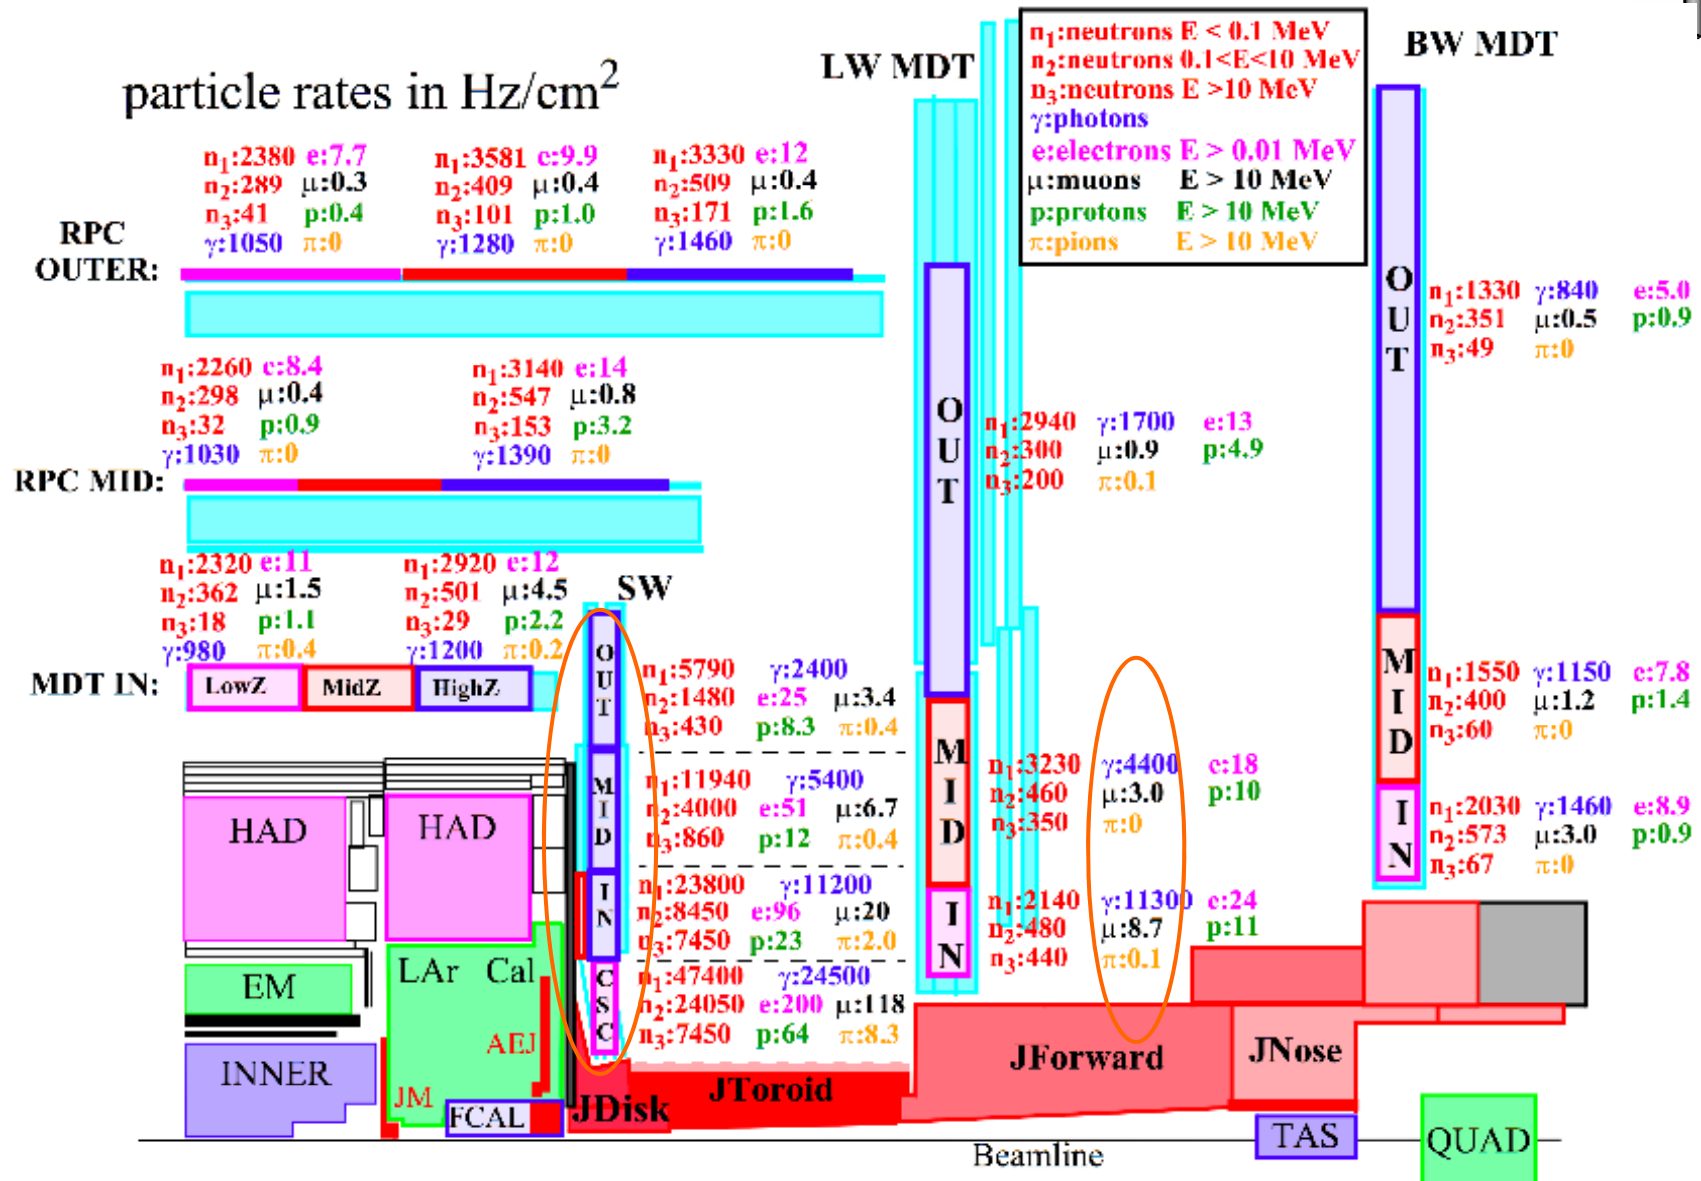 particle rates in Hz/cm²
LW MDT
BW MDT
n₁:neutrons E < 0.1 MeV
n₂:neutrons 0.1<E<10 MeV
n₃:neutrons E >10 MeV
γ:photons
e:electrons E > 0.01 MeV
μ:muons E > 10 MeV
p:protons E > 10 MeV
π:pions E > 10 MeV
n₁:2380 e:7.7
n₂:289 μ:0.3
n₃:41 p:0.4
γ:1050 π:0
n₁:3581 e:9.9
n₂:409 μ:0.4
n₃:101 p:1.0
γ:1280 π:0
n₁:3330 e:12
n₂:509 μ:0.4
n₃:171 p:1.6
γ:1460 π:0
RPC
OUTER:
n₁:2260 e:8.4
n₂:298 μ:0.4
n₃:32 p:0.9
γ:1030 π:0
n₁:3140 e:14
n₂:547 μ:0.8
n₃:153 p:3.2
γ:1390 π:0
RPC MID:
n₁:2320 e:11
n₂:362 μ:1.5
n₃:18 p:1.1
γ:980 π:0.4
n₁:2920 e:12
n₂:501 μ:4.5
n₃:29 p:2.2
γ:1200 π:0.2
MDT IN:
LowZ
MidZ
HighZ
SW
OUT
n₁:5790 γ:2400
n₂:1480 e:25 μ:3.4
n₃:430 p:8.3 π:0.4
MID
n₁:11940 γ:5400
n₂:4000 e:51 μ:6.7
n₃:860 p:12 π:0.4
IN
n₁:23800 γ:11200
n₂:8450 e:96 μ:20
n₃:7450 p:23 π:2.0
CSC
n₁:47400 γ:24500
n₂:24050 e:200 μ:118
n₃:7450 p:64 π:8.3
OUT
n₁:2940 γ:1700 e:13
n₂:300 μ:0.9 p:4.9
n₃:200 π:0.1
MID
n₁:3230 γ:4400 e:18
n₂:460 μ:3.0 p:10
n₃:350 π:0
IN
n₁:2140 γ:11300 e:24
n₂:480 μ:8.7 p:11
n₃:440 π:0.1
OUT
n₁:1330 γ:840 e:5.0
n₂:351 μ:0.5 p:0.9
n₃:49 π:0
MID
n₁:1550 γ:1150 e:7.8
n₂:400 μ:1.2 p:1.4
n₃:60 π:0
IN
n₁:2030 γ:1460 e:8.9
n₂:573 μ:3.0 p:0.9
n₃:67 π:0
HAD
HAD
EM
LAr Cal
AEJ
INNER
JM
FCAL
JDisk
JToroid
JForward
JNose
TAS
QUAD
Beamline